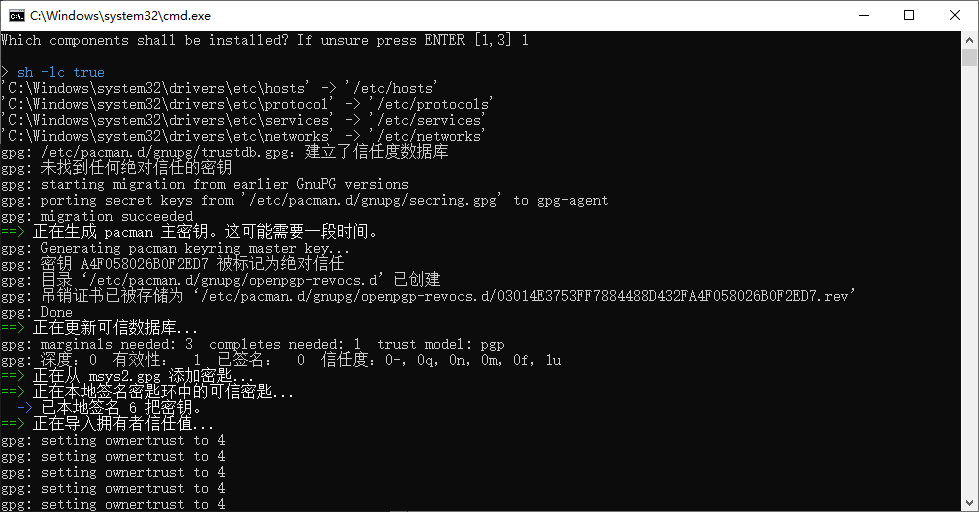 C:\Windows\system32\cmd.exe
Which components shall be installed? If unsure press ENTER [1,3] 1
> sh -lc true
'C:\Windows\system32\drivers\etc\hosts' -> '/etc/hosts'
'C:\Windows\system32\drivers\etc\protocol' -> '/etc/protocols'
'C:\Windows\system32\drivers\etc\services' -> '/etc/services'
'C:\Windows\system32\drivers\etc\networks' -> '/etc/networks'
gpg: /etc/pacman.d/gnupg/trustdb.gpg：建立了信任度数据库
gpg: 未找到任何绝对信任的密钥
gpg: starting migration from earlier GnuPG versions
gpg: porting secret keys from '/etc/pacman.d/gnupg/secring.gpg' to gpg-agent
gpg: migration succeeded
==> 正在生成 pacman 主密钥。这可能需要一段时间。
gpg: Generating pacman keyring master key...
gpg: 密钥 A4F058026B0F2ED7 被标记为绝对信任
gpg: 目录‘/etc/pacman.d/gnupg/openpgp-revocs.d’已创建
gpg: 吊销证书已被存储为‘/etc/pacman.d/gnupg/openpgp-revocs.d/03014E3753FF7884488D432FA4F058026B0F2ED7.rev’
gpg: Done
==> 正在更新可信数据库...
gpg: marginals needed: 3  completes needed: 1  trust model: pgp
gpg: 深度：0  有效性：  1  已签名：  0  信任度：0-, 0q, 0n, 0m, 0f, 1u
==> 正在从 msys2.gpg 添加密匙...
==> 正在本地签名密匙环中的可信密匙...
-> 已本地签名 6 把密钥。
==> 正在导入拥有者信任值...
gpg: setting ownertrust to 4
gpg: setting ownertrust to 4
gpg: setting ownertrust to 4
gpg: setting ownertrust to 4
gpg: setting ownertrust to 4